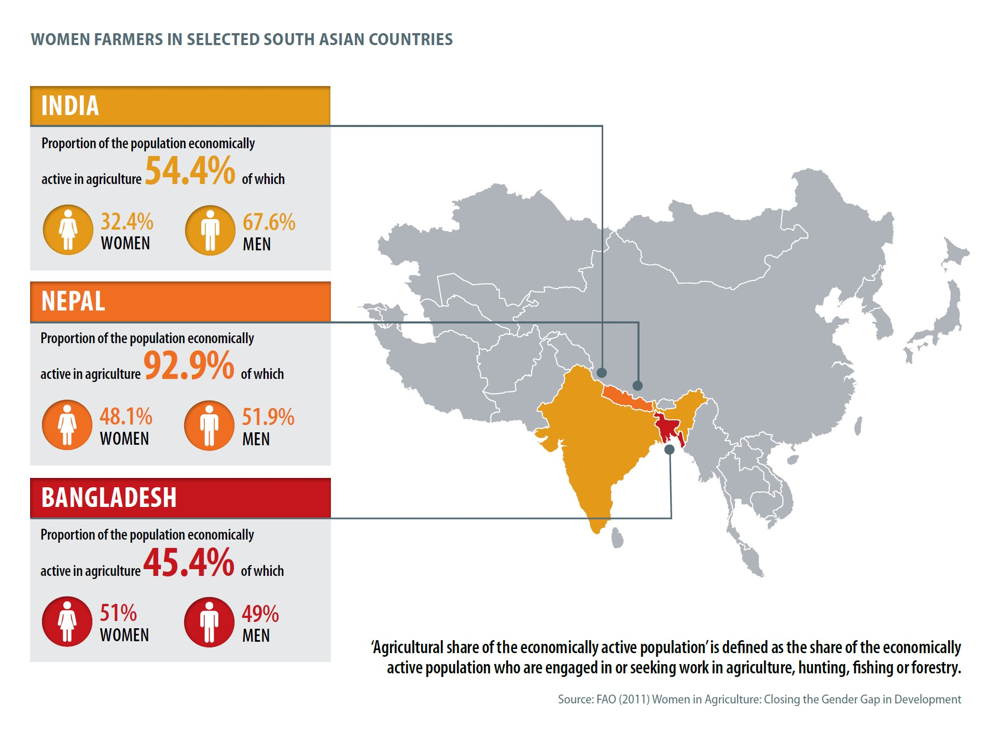 WOMEN FARMERS IN SELECTED SOUTH ASIAN COUNTRIES
INDIA
Proportion of the population economically
active in agriculture 54.4% of which
32.4%
WOMEN
67.6%
MEN
NEPAL
Proportion of the population economically
active in agriculture 92.9% of which
48.1%
WOMEN
51.9%
MEN
BANGLADESH
Proportion of the population economically
active in agriculture 45.4% of which
51%
WOMEN
49%
MEN
‘Agricultural share of the economically active population’ is defined as the share of the economically
active population who are engaged in or seeking work in agriculture, hunting, fishing or forestry.
Source: FAO (2011) Women in Agriculture: Closing the Gender Gap in Development